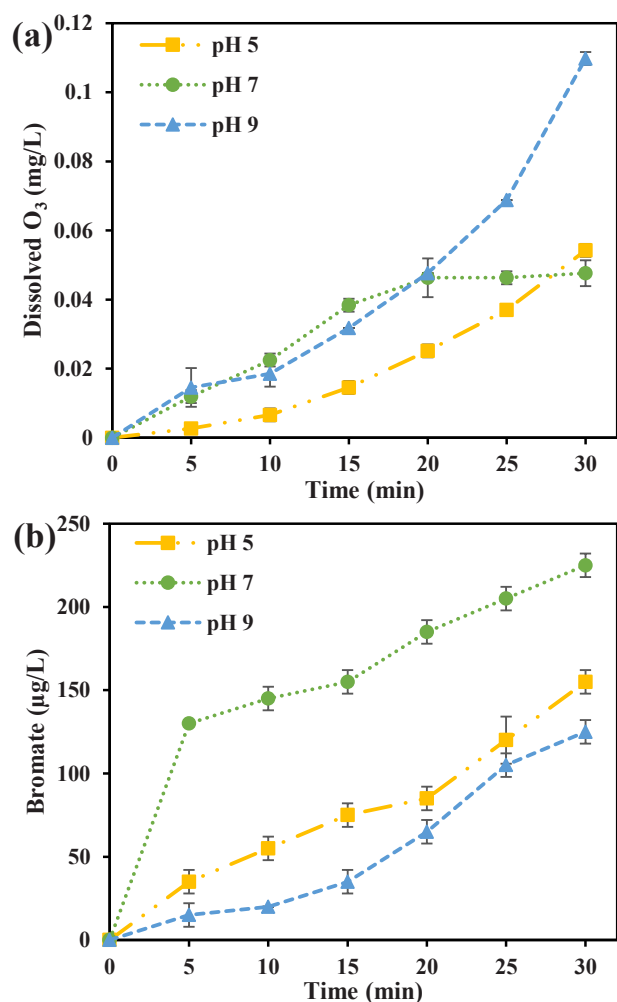 (a)
pH 5
pH 7
pH 9
Dissolved O₃ (mg/L)
0.12
0.1
0.08
0.06
0.04
0.02
0
0 5 10 15 20 25 30
Time (min)
(b)
pH 5
pH 7
pH 9
Bromate (µg/L)
250
200
150
100
50
0
0 5 10 15 20 25 30
Time (min)